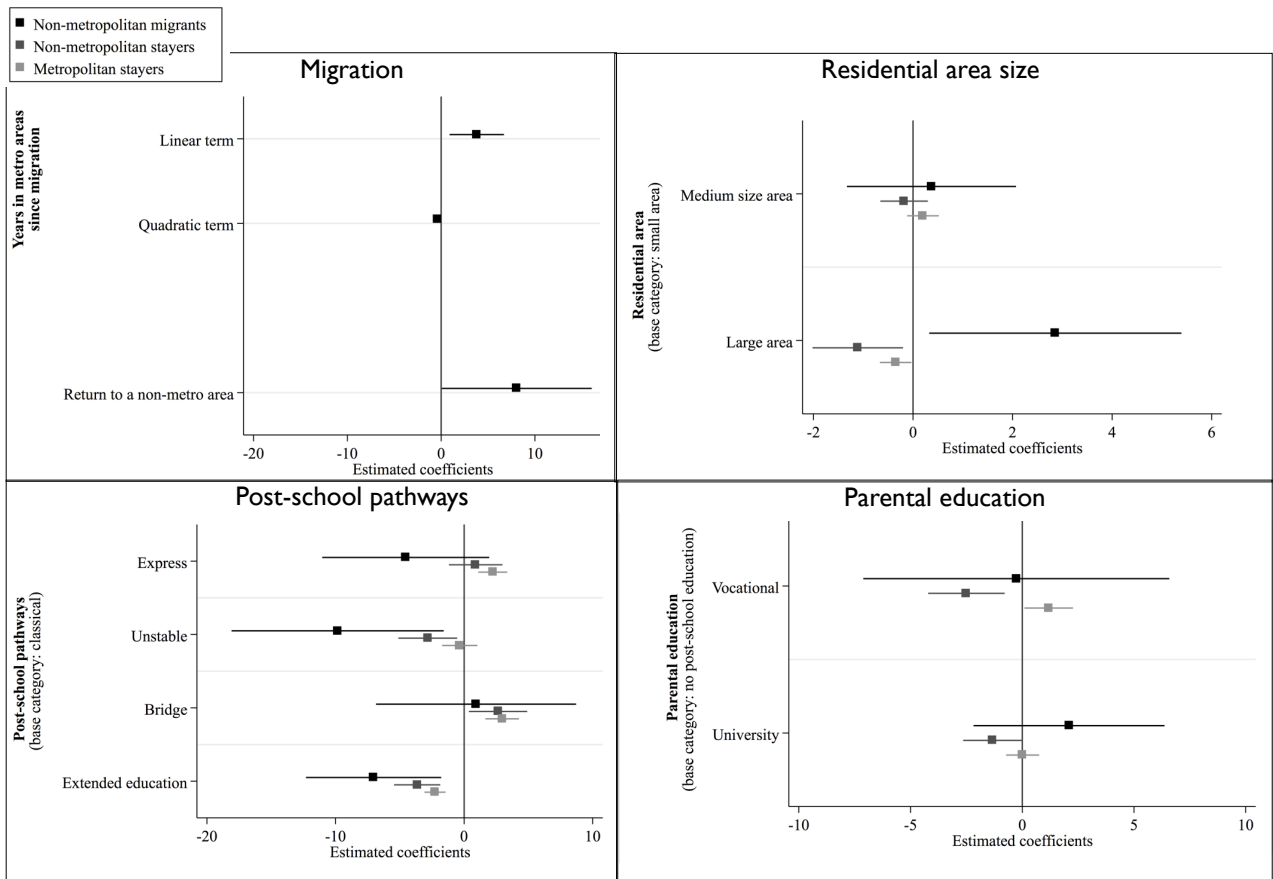 Non-metropolitan migrants
Non-metropolitan stayers
Metropolitan stayers
Migration
Years in metro areas
since migration
Linear term
Quadratic term
Return to a non-metro area
-20
-10
0
10
Estimated coefficients
Residential area size
Residential area
(base category: small area)
Medium size area
Large area
-2
0
2
4
6
Estimated coefficients
Post-school pathways
Post-school pathways
(base category: classical)
Express
Unstable
Bridge
Extended education
-20
-10
0
10
Estimated coefficients
Parental education
Parental education
(base category: no post-school education)
Vocational
University
-10
-5
0
5
10
Estimated coefficients